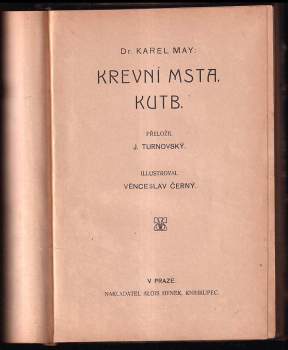 Dr. KAREL MAY:
KREVNÍ MSTA.
KUTB.
PŘELOŽIL
J. TURNOVSKÝ.
ILLUSTROVAL
VĚNCESLAV ČERNÝ.
V PRAZE.
NAKLADATEL ALOIS HYNEK, KNIHKUPEC.